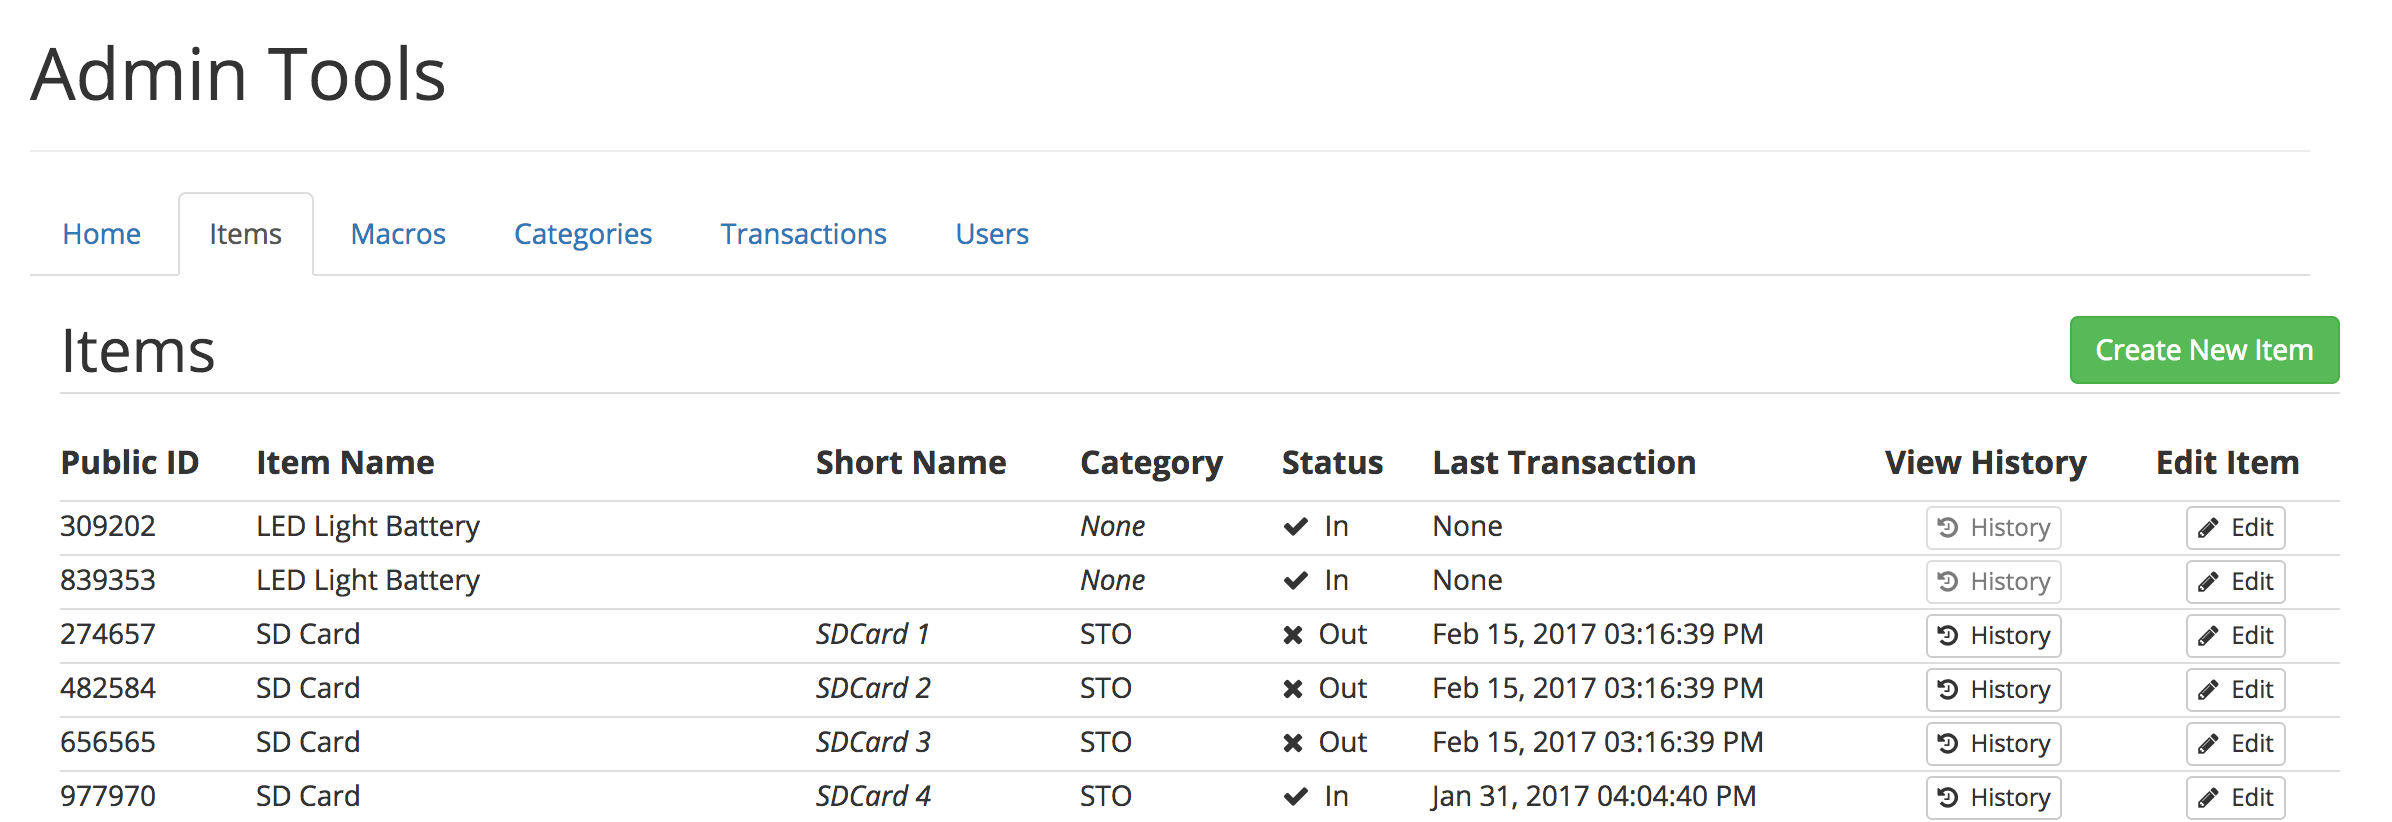 Admin Tools
Home Items Macros Categories Transactions Users
Items Create New Item
Public ID Item Name Short Name Category Status Last Transaction View History Edit Item
309202 LED Light Battery None In None History Edit
839353 LED Light Battery None In None History Edit
274657 SD Card SDCard 1 STO Out Feb 15, 2017 03:16:39 PM History Edit
482584 SD Card SDCard 2 STO Out Feb 15, 2017 03:16:39 PM History Edit
656565 SD Card SDCard 3 STO Out Feb 15, 2017 03:16:39 PM History Edit
977970 SD Card SDCard 4 STO In Jan 31, 2017 04:04:40 PM History Edit